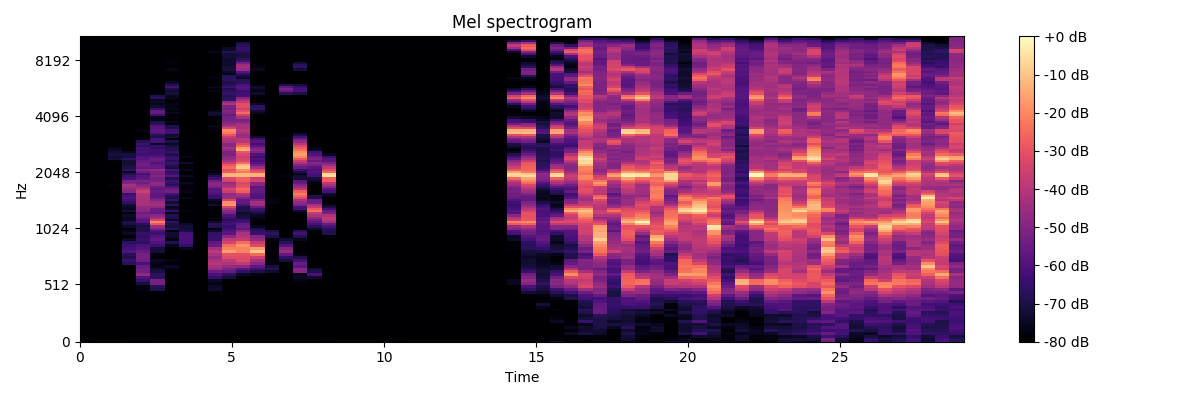 Mel spectrogram
Hz
8192
4096
2048
1024
512
0
0 5 10 15 20 25
Time
+0 dB
-10 dB
-20 dB
-30 dB
-40 dB
-50 dB
-60 dB
-70 dB
-80 dB